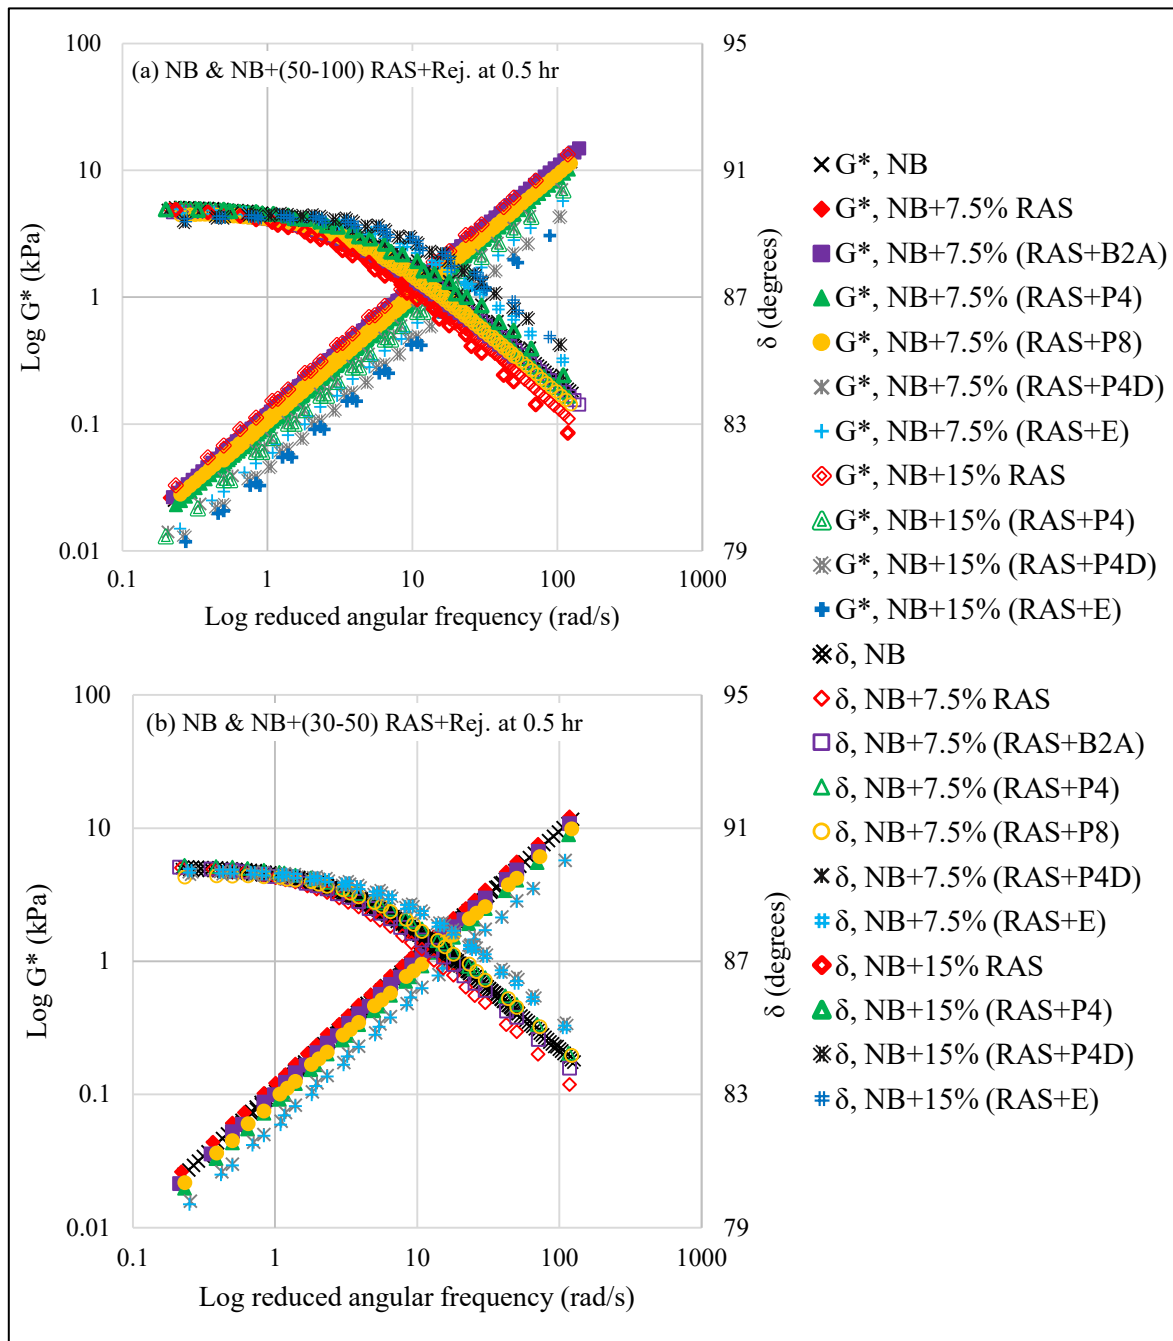 (a) NB & NB+(50-100) RAS+Rej. at 0.5 hr
100
10
1
0.1
0.01
Log G* (kPa)
95
91
87
83
79
δ (degrees)
0.1 1 10 100 1000
Log reduced angular frequency (rad/s)
(b) NB & NB+(30-50) RAS+Rej. at 0.5 hr
100
10
1
0.1
0.01
Log G* (kPa)
95
91
87
83
79
δ (degrees)
0.1 1 10 100 1000
Log reduced angular frequency (rad/s)
G*, NB
G*, NB+7.5% RAS
G*, NB+7.5% (RAS+B2A)
G*, NB+7.5% (RAS+P4)
G*, NB+7.5% (RAS+P8)
G*, NB+7.5% (RAS+P4D)
G*, NB+7.5% (RAS+E)
G*, NB+15% RAS
G*, NB+15% (RAS+P4)
G*, NB+15% (RAS+P4D)
G*, NB+15% (RAS+E)
δ, NB
δ, NB+7.5% RAS
δ, NB+7.5% (RAS+B2A)
δ, NB+7.5% (RAS+P4)
δ, NB+7.5% (RAS+P8)
δ, NB+7.5% (RAS+P4D)
δ, NB+7.5% (RAS+E)
δ, NB+15% RAS
δ, NB+15% (RAS+P4)
δ, NB+15% (RAS+P4D)
δ, NB+15% (RAS+E)